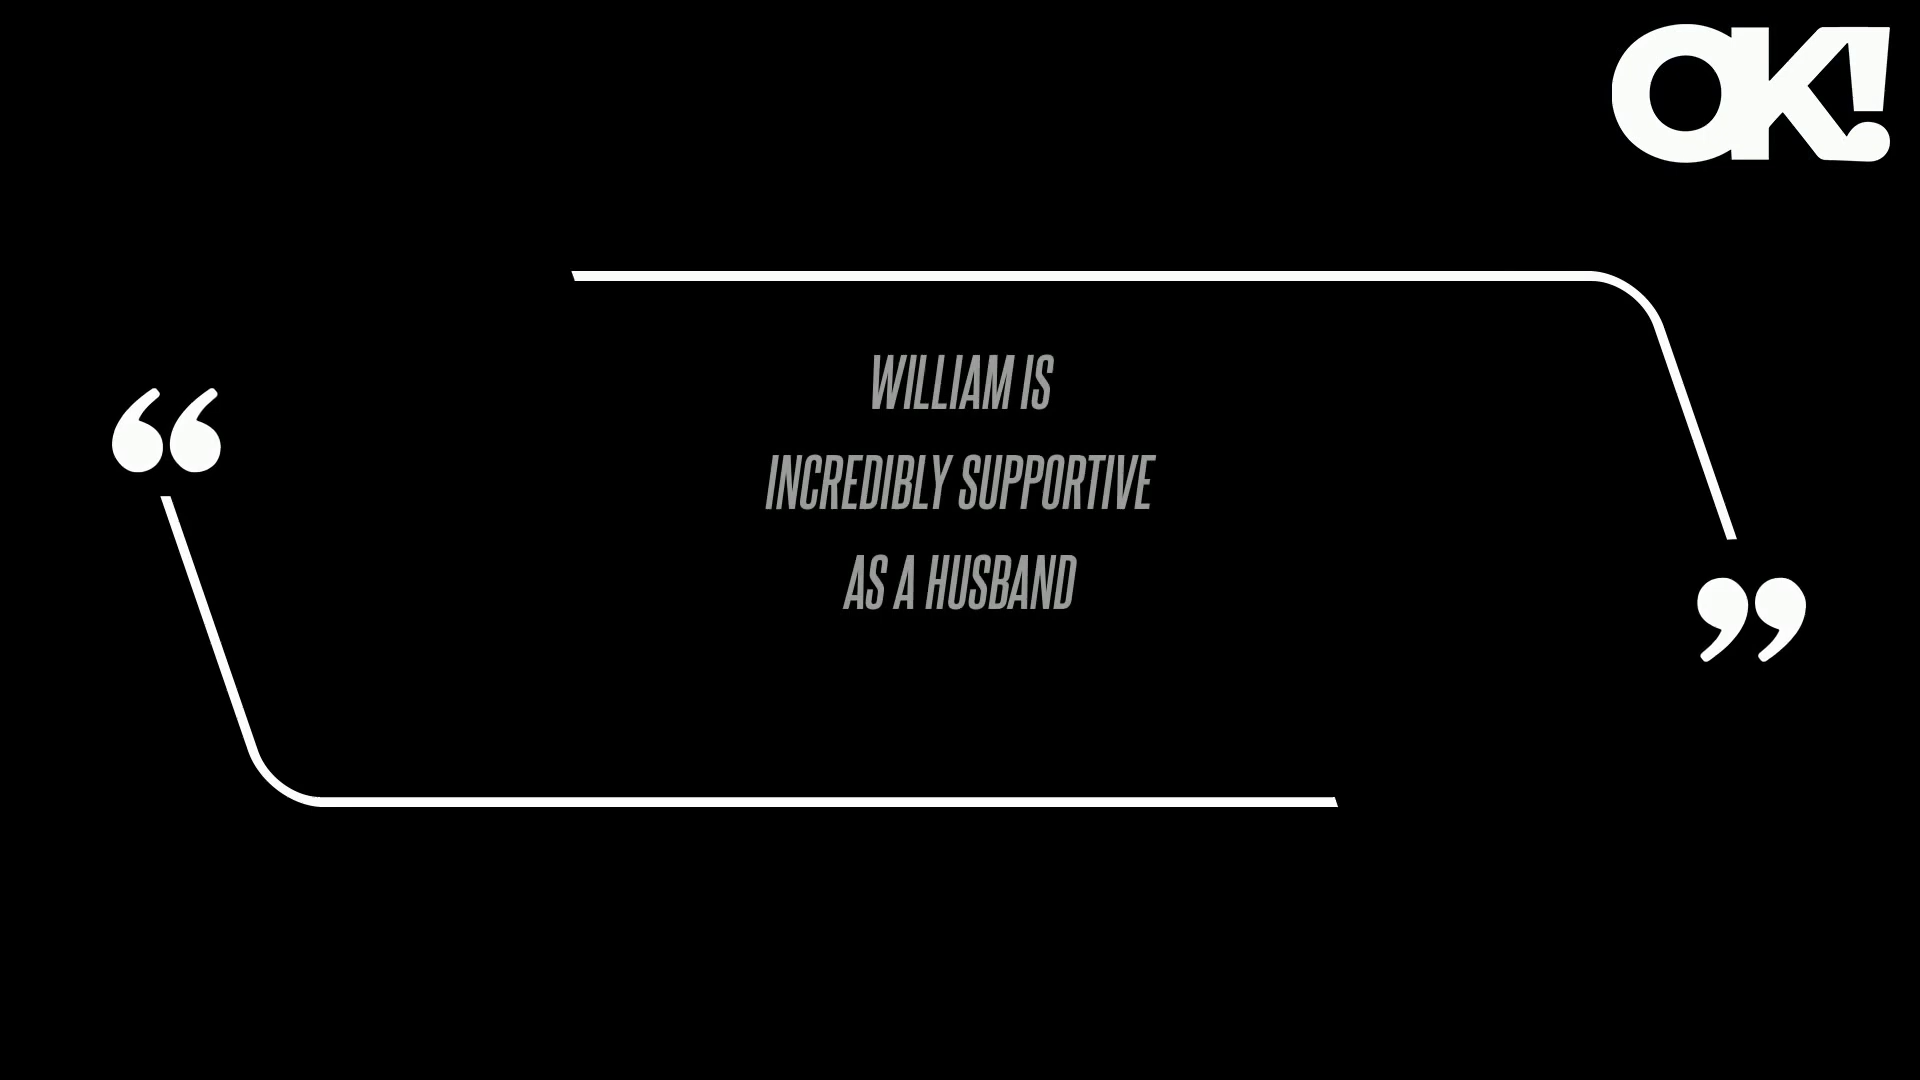 OK!
“
WILLIAM IS
INCREDIBLY SUPPORTIVE
AS A HUSBAND
”